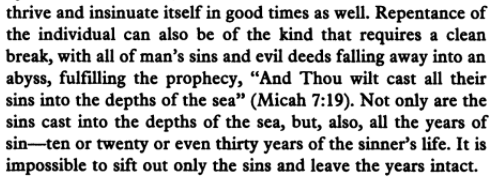 thrive and insinuate itself in good times as well. Repentance of
the individual can also be of the kind that requires a clean
break, with all of man's sins and evil deeds falling away into an
abyss, fulfilling the prophecy, "And Thou wilt cast all their
sins into the depths of the sea" (Micah 7:19). Not only are the
sins cast into the depths of the sea, but, also, all the years of
sin—ten or twenty or even thirty years of the sinner's life. It is
impossible to sift out only the sins and leave the years intact.